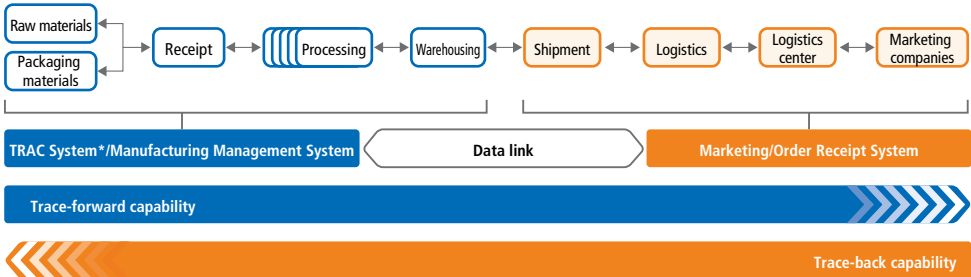 Raw materials
Packaging
materials
Receipt
Processing
Warehousing
Shipment
Logistics
Logistics
center
Marketing
companies
TRAC System*/Manufacturing Management System
Data link
Marketing/Order Receipt System
Trace-forward capability
Trace-back capability